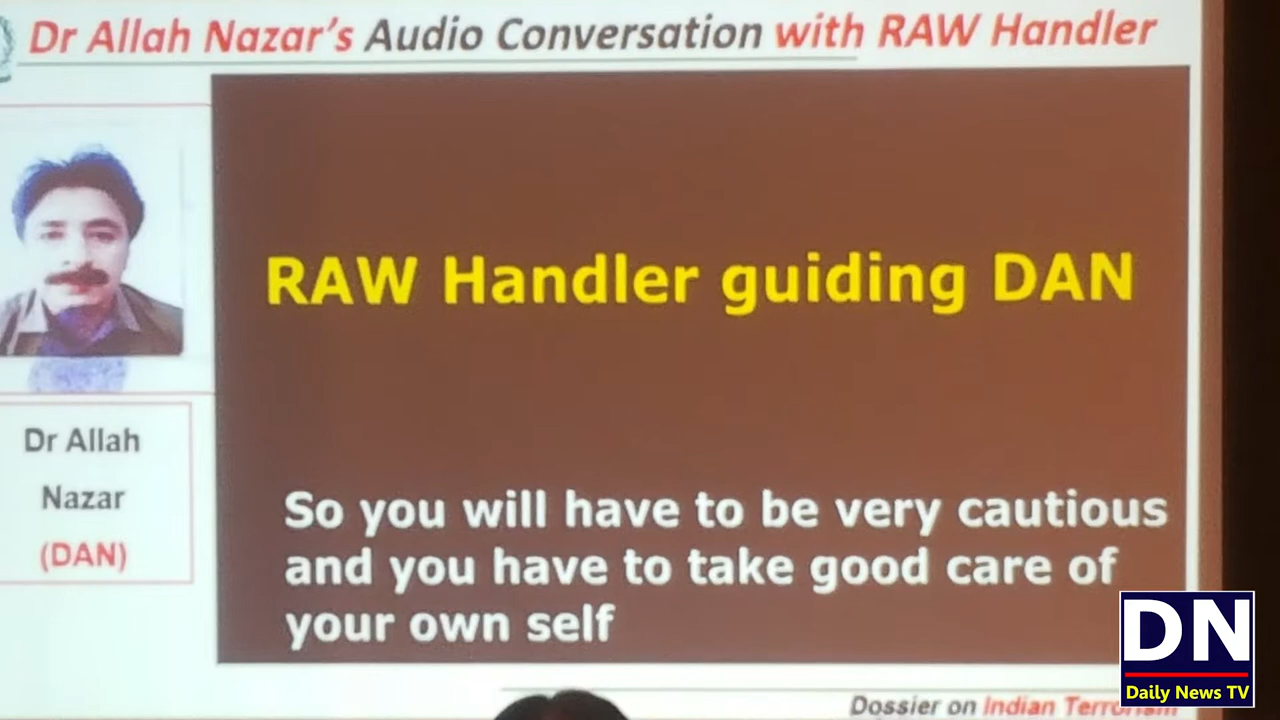 Dr Allah Nazar's Audio Conversation with RAW Handler
RAW Handler guiding DAN
Dr Allah
Nazar
(DAN)
So you will have to be very cautious
and you have to take good care of
your own self
Dossier on Indian Terrorism
DN
Daily News TV